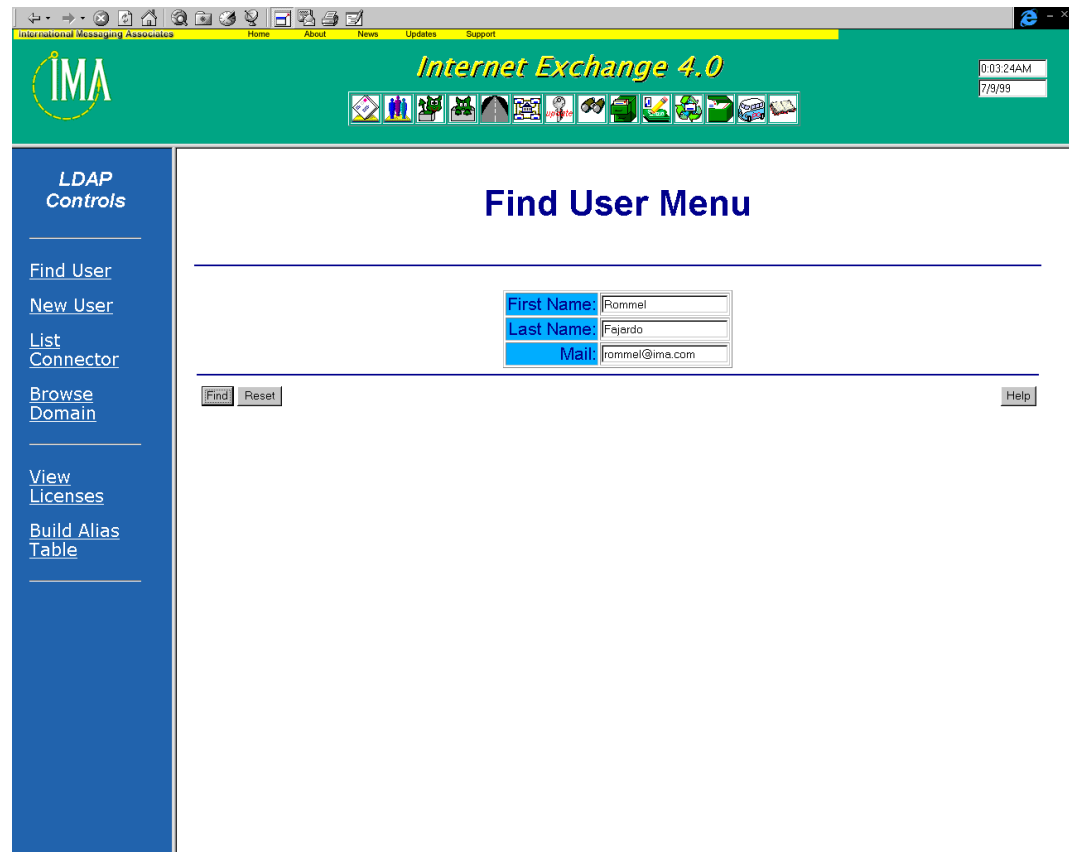 International Messaging Associates
Home About News Updates Support
IMA
Internet Exchange 4.0
update
0:03:24AM
7/9/99
LDAP
Controls
Find User
New User
List
Connector
Browse
Domain
View
Licenses
Build Alias
Table
Find User Menu
First Name: Rommel
Last Name: Fajardo
Mail: rommel@ima.com
Find Reset Help